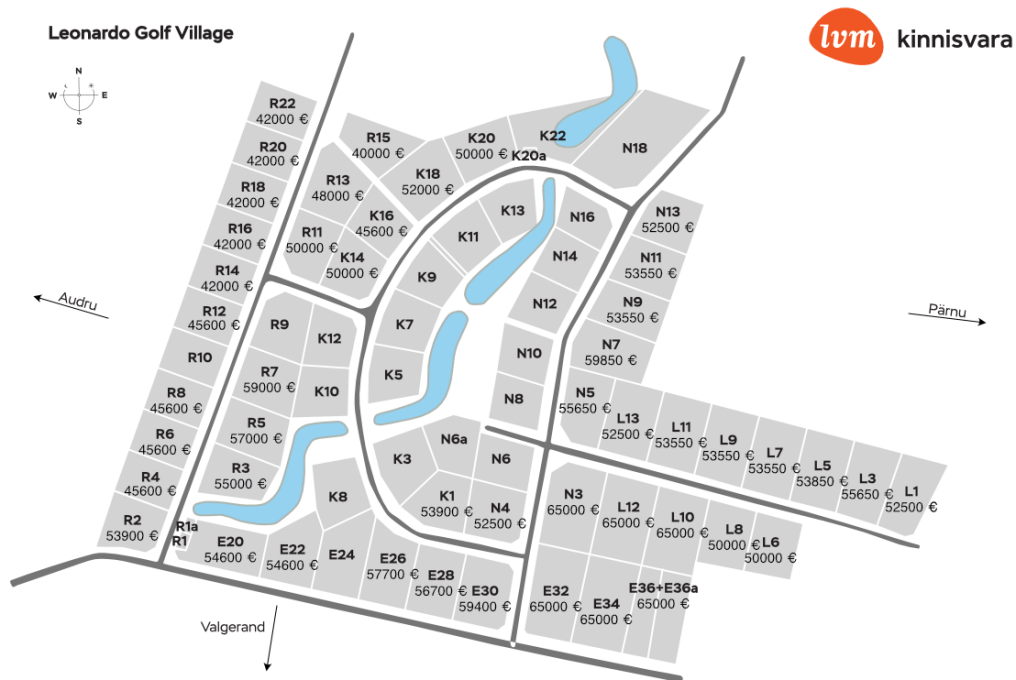 Leonardo Golf Village
lvm kinnisvara
N
W E
S
R22
42000 €
R20
42000 €
R18
42000 €
R16
42000 €
R14
42000 €
R12
45600 €
R10
R8
45600 €
R6
45600 €
R4
45600 €
R2
53900 €
R15
40000 €
R13
48000 €
R11
50000 €
K14
50000 €
K16
45600 €
K18
52000 €
K20
50000 €
K20a
K22
N18
K13
K11
K9
K7
K5
N16
N14
N12
N10
N8
N13
52500 €
N11
53550 €
N9
53550 €
N7
59850 €
N5
55650 €
L13
52500 €
L11
53550 €
L9
53550 €
L7
53550 €
L5
53850 €
L3
55650 €
L1
52500 €
Audru
Pärnu
R9
K12
R7
59000 €
K10
R5
57000 €
R3
55000 €
R1a
R1
K8
K3
N6a
N6
K1
53900 €
N4
52500 €
E20
54600 €
E22
54600 €
E24
E26
57700 €
E28
56700 €
E30
59400 €
N3
65000 €
L12
65000 €
L10
65000 €
L8
50000 €
L6
50000 €
E32
65000 €
E34
65000 €
E36+E36a
65000 €
Valgerand